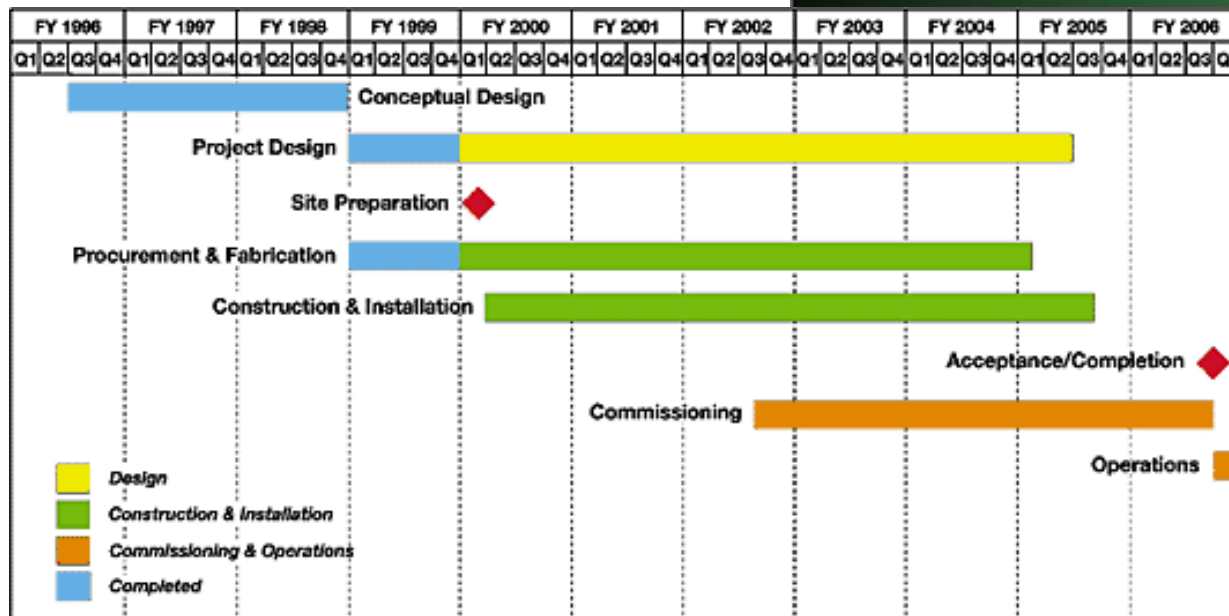 FY 1996 FY 1997 FY 1998 FY 1999 FY 2000 FY 2001 FY 2002 FY 2003 FY 2004 FY 2005 FY 2006
Q1 Q2 Q3 Q4 Q1 Q2 Q3 Q4 Q1 Q2 Q3 Q4 Q1 Q2 Q3 Q4 Q1 Q2 Q3 Q4 Q1 Q2 Q3 Q4 Q1 Q2 Q3 Q4 Q1 Q2 Q3 Q4 Q1 Q2 Q3 Q4 Q1 Q2 Q3 Q4 Q1 Q2 Q3 Q
Conceptual Design
Project Design
Site Preparation
Procurement & Fabrication
Construction & Installation
Acceptance/Completion
Commissioning
Operations
Design
Construction & Installation
Commissioning & Operations
Completed